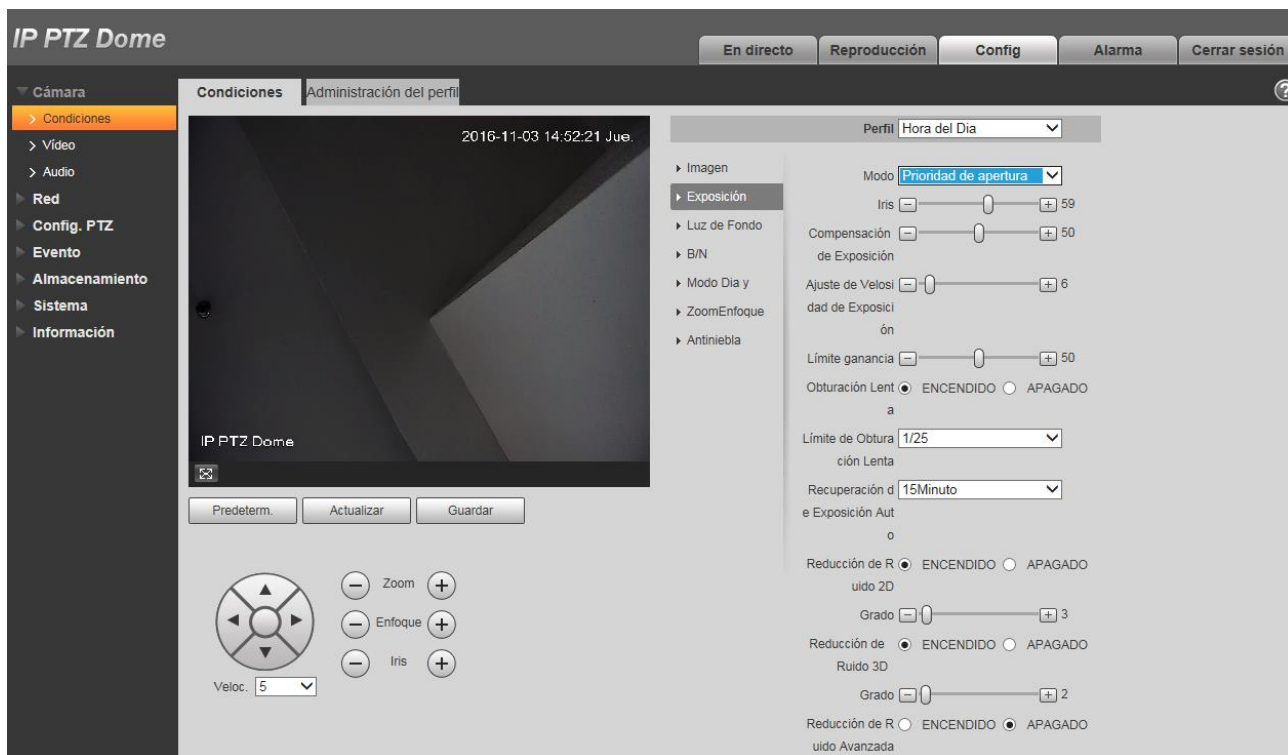 IP PTZ Dome
En directo
Reproducción
Config
Alarma
Cerrar sesión
Cámara
Condiciones
Vídeo
Audio
Red
Config. PTZ
Evento
Almacenamiento
Sistema
Información
Condiciones
Administración del perfil
?
2016-11-03 14:52:21 Jue.
IP PTZ Dome
Predeterm.
Actualizar
Guardar
Zoom
Enfoque
Iris
Veloc. 5
Perfil Hora del Dia
Imagen
Exposición
Luz de Fondo
B/N
Modo Dia y
ZoomEnfoque
Antiniebla
Modo Prioridad de apertura
Iris 59
Compensación 50
de Exposición
Ajuste de Velosi 6
dad de Exposici
ón
Límite ganancia 50
Obturación Lent ENCENDIDO APAGADO
a
Límite de Obtura 1/25
ción Lenta
Recuperación d 15Minuto
e Exposición Aut
o
Reducción de R ENCENDIDO APAGADO
uido 2D
Grado 3
Reducción de ENCENDIDO APAGADO
Ruido 3D
Grado 2
Reducción de R ENCENDIDO APAGADO
uido Avanzada